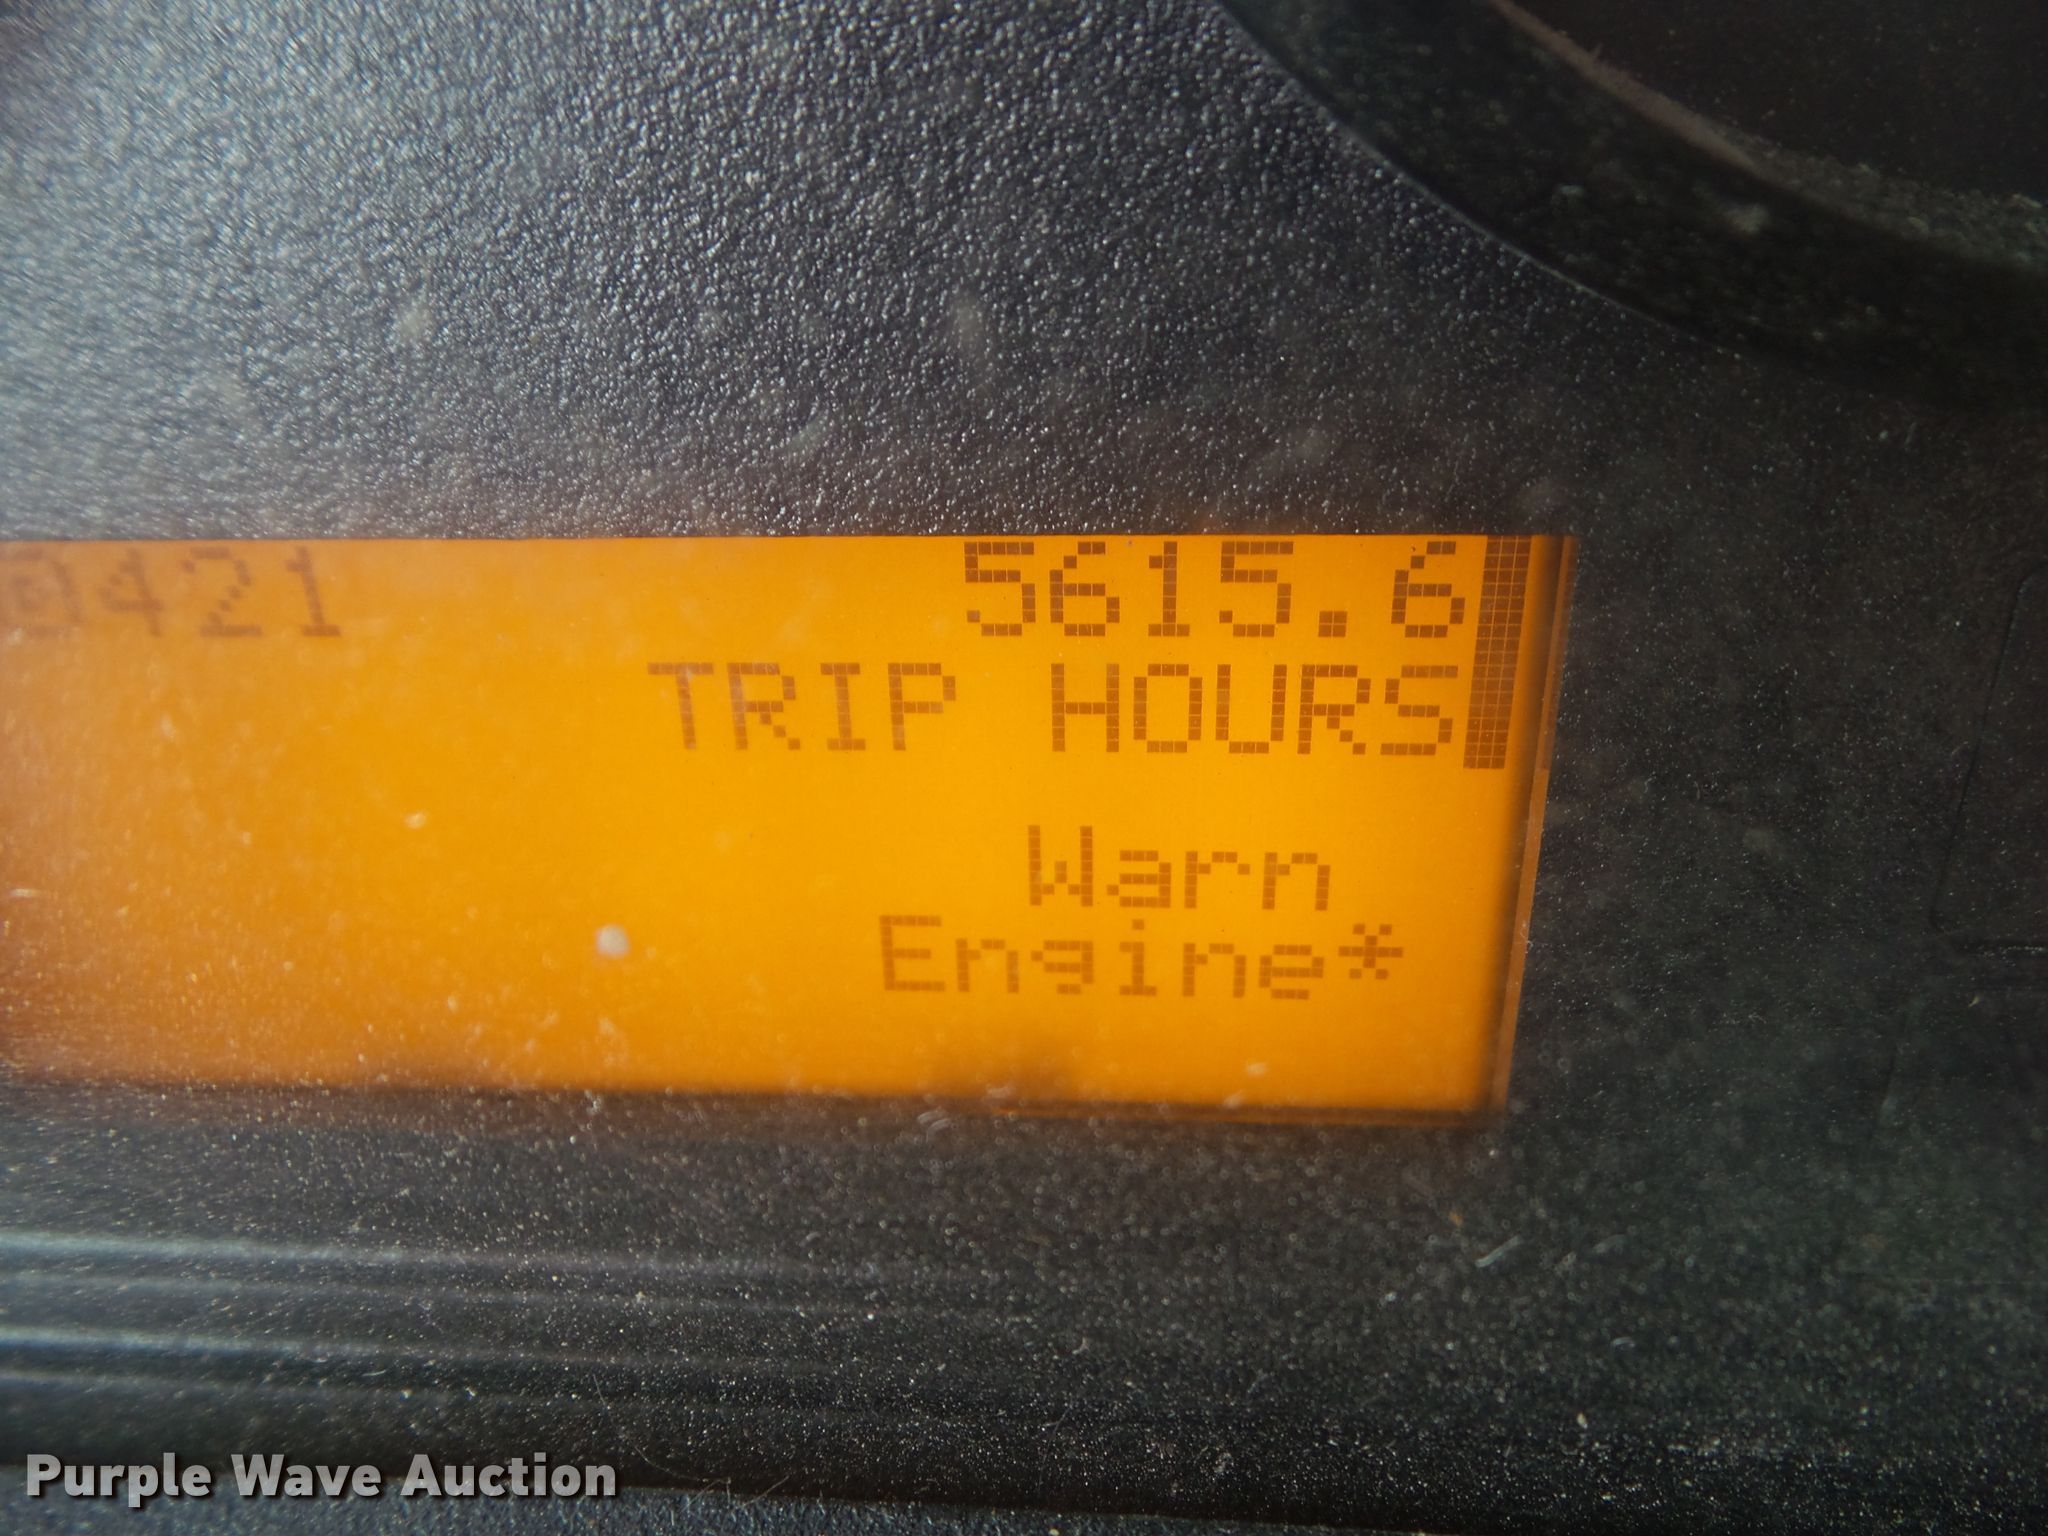 0421 5615.6
TRIP HOURS
Warn
Engine*
Purple Wave Auction